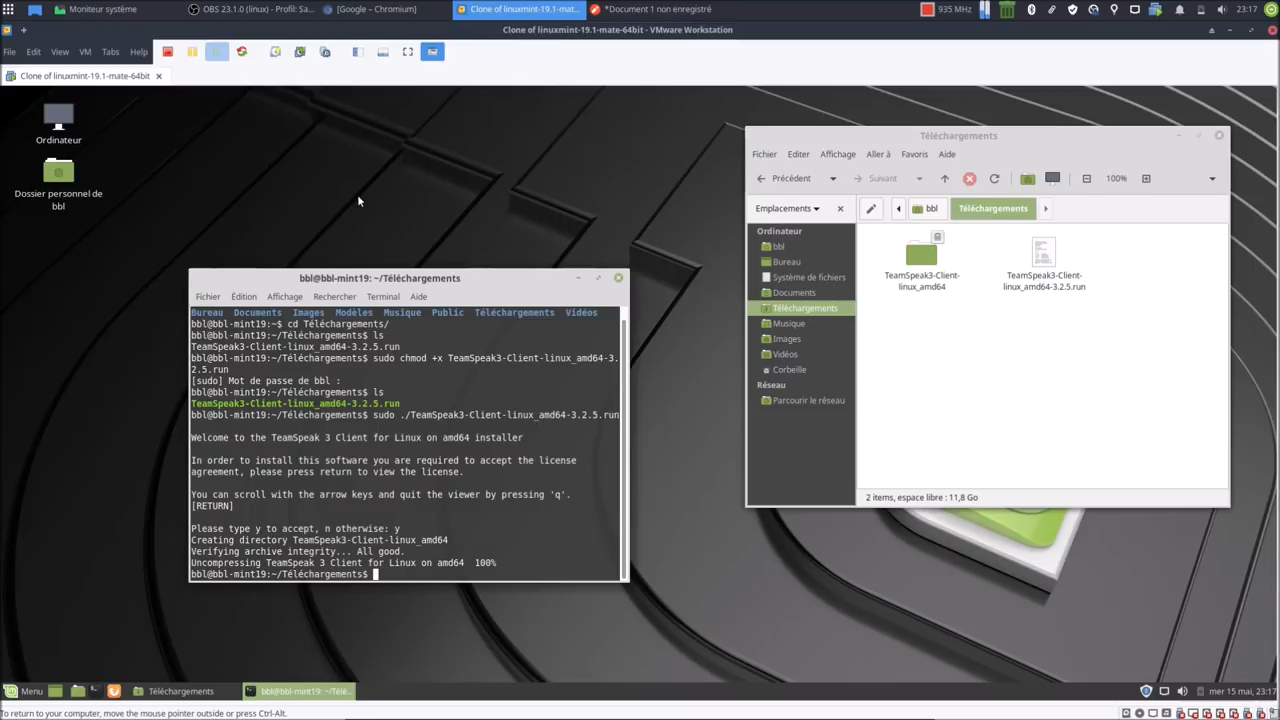 Moniteur système
OBS 23.1.0 (linux) - Profil: Sa...
[Google – Chromium]
Clone of linuxmint-19.1-mate-64bit - VMware Workstation
Clone of linuxmint-19.1-mat...
*Document 1 non enregistré
935 MHz
23:17
File Edit View VM Tabs Help
Clone of linuxmint-19.1-mate-64bit
Ordinateur
Dossier personnel de
bbl
bbl@bbl-mint19: ~/Téléchargements
Fichier Édition Affichage Rechercher Terminal Aide
Bureau Documents Images Modèles Musique Public Téléchargements Vidéos
bbl@bbl-mint19:~$ cd Téléchargements/
bbl@bbl-mint19:~/Téléchargements$ ls
TeamSpeak3-Client-linux_amd64-3.2.5.run
bbl@bbl-mint19:~/Téléchargements$ sudo chmod +x TeamSpeak3-Client-linux_amd64-3.
2.5.run
[sudo] Mot de passe de bbl :
bbl@bbl-mint19:~/Téléchargements$ ls
TeamSpeak3-Client-linux_amd64-3.2.5.run
bbl@bbl-mint19:~/Téléchargements$ sudo ./TeamSpeak3-Client-linux_amd64-3.2.5.run
Welcome to the TeamSpeak 3 Client for Linux on amd64 installer
In order to install this software you are required to accept the license
agreement, please press return to view the license.
You can scroll with the arrow keys and quit the viewer by pressing 'q'.
[RETURN]
Please type y to accept, n otherwise: y
Creating directory TeamSpeak3-Client-linux_amd64
Verifying archive integrity... All good.
Uncompressing TeamSpeak 3 Client for Linux on amd64  100%
bbl@bbl-mint19:~/Téléchargements$
Téléchargements
Fichier Editer Affichage Aller à Favoris Aide
Précédent Suivant 100%
Emplacements bbl Téléchargements
Ordinateur
bbl
Bureau
Système de fichiers
Documents
Téléchargements
Musique
Images
Vidéos
Corbeille
Réseau
Parcourir le réseau
TeamSpeak3-Client-
linux_amd64
TeamSpeak3-Client-
linux_amd64-3.2.5.run
2 items, espace libre : 11,8 Go
Menu
Téléchargements
bbl@bbl-mint19: ~/Télé...
mer 15 mai, 23:17
To return to your computer, move the mouse pointer outside or press Ctrl-Alt.